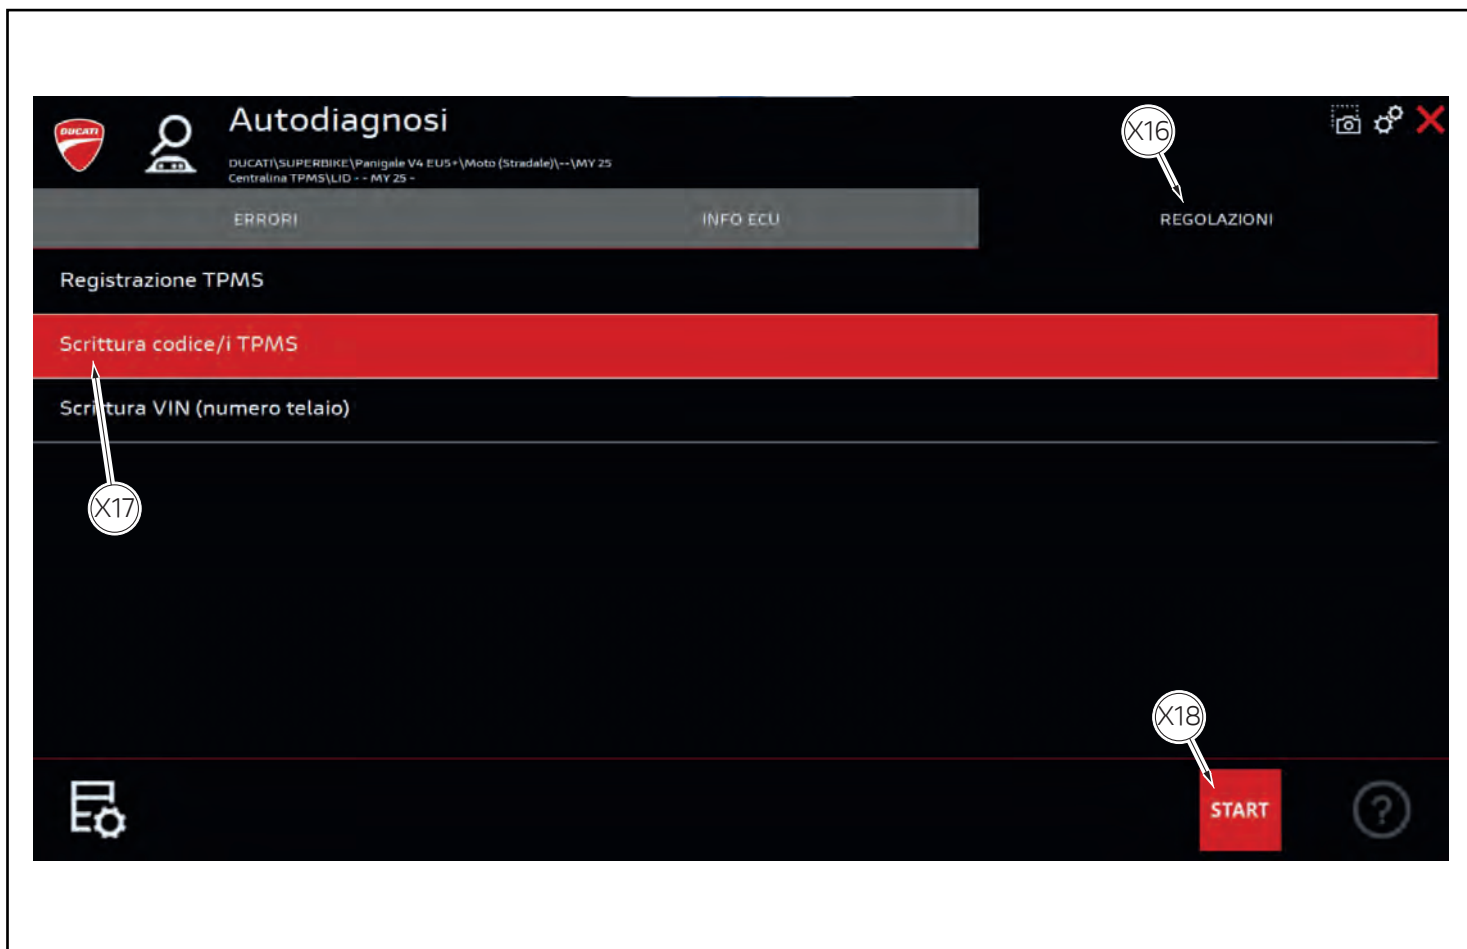 DUCATI
Autodiagnosi
DUCATI\SUPERBIKE\Panigale V4 EU5+\Moto (Stradale)\--\MY 25
Centralina TPMS\LID - - MY 25 -
X16
ERRORI
INFO ECU
REGOLAZIONI
Registrazione TPMS
Scrittura codice/i TPMS
Scrittura VIN (numero telaio)
X17
X18
START
?